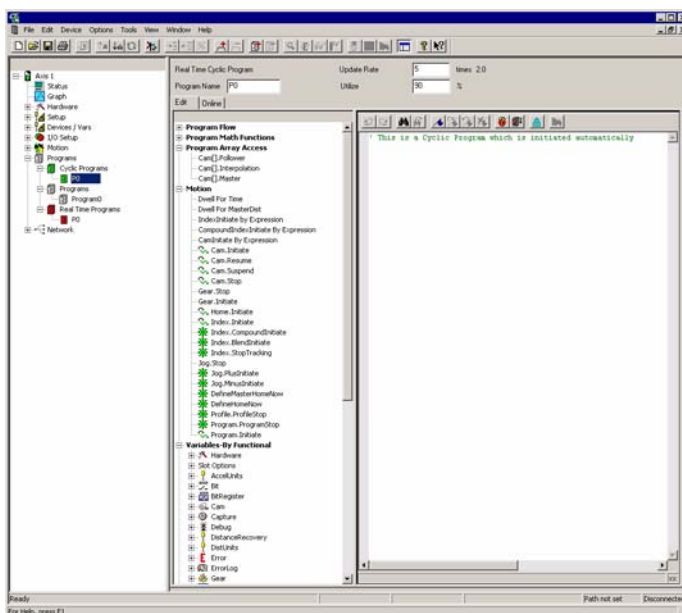 File Edit Device Options Tools View Window Help
Axis 1
Status
Graph
Hardware
Setup
Devices / Vars
I/O Setup
Motion
Programs
Cyclic Programs
P0
Programs
Program0
Real Time Programs
P0
Network
Real Time Cyclic Program
Update Rate 5 times 2.0
Program Name P0
Utilize 90 %
Edit Online
Program Flow
Program Math Functions
Program Array Access
Cam[].Follower
Cam[].Interpolation
Cam[].Master
Motion
Dwell For Time
Dwell For MasterDist
IndexInitiate by Expression
CompoundIndexInitiate By Expression
CamInitate By Expression
Cam.Initiate
Cam.Resume
Cam.Suspend
Cam.Stop
Gear.Stop
Gear.Initiate
Home.Initiate
Index.Initiate
Index.CompoundInitiate
Index.BlendInitiate
Index.StopTracking
Jog.Stop
Jog.PlusInitiate
Jog.MinusInitiate
DefineMasterHomeNow
DefineHomeNow
Profile.ProfileStop
Program.ProgramStop
Program.Initiate
Variables-By Functional
Hardware
Slot Options
AccelUnits
Bit
BitRegister
Cam
Capture
Debug
DistanceRecovery
DistUnits
Error
ErrorLog
Gear
' This is a Cyclic Program which is initiated automatically
Ready
Path not set
Disconnected
For Help, press F1